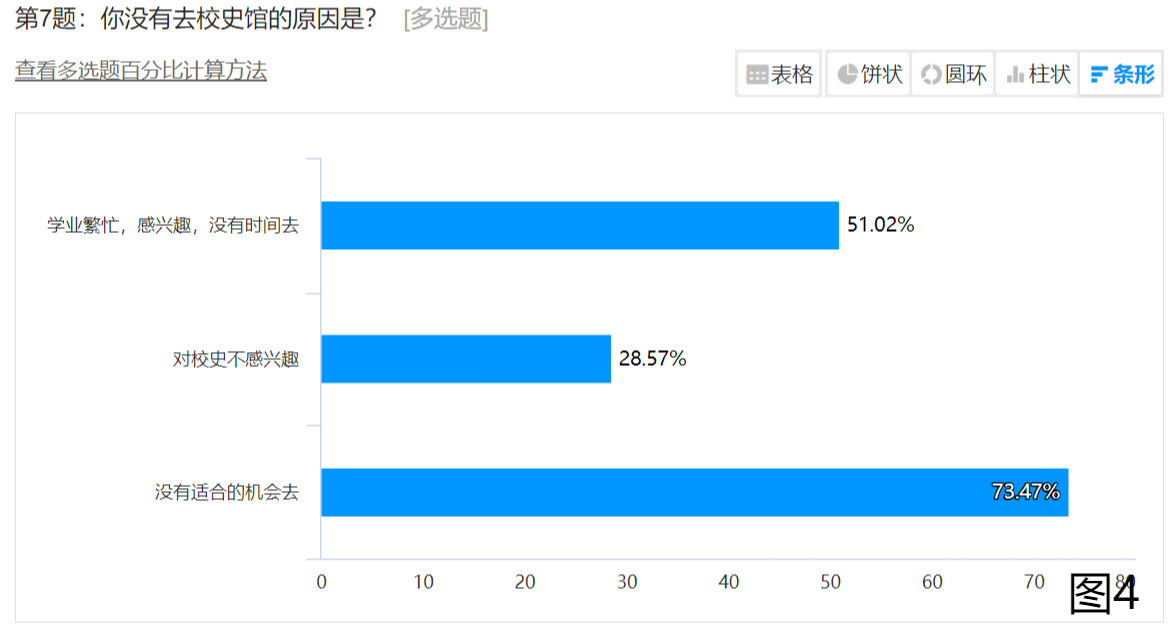 第7题：你没有去校史馆的原因是？ [多选题]
查看多选题百分比计算方法
表格 饼状 圆环 柱状 条形
学业繁忙，感兴趣，没有时间去 51.02%
对校史不感兴趣 28.57%
没有适合的机会去 73.47%
0 10 20 30 40 50 60 70 80
图4